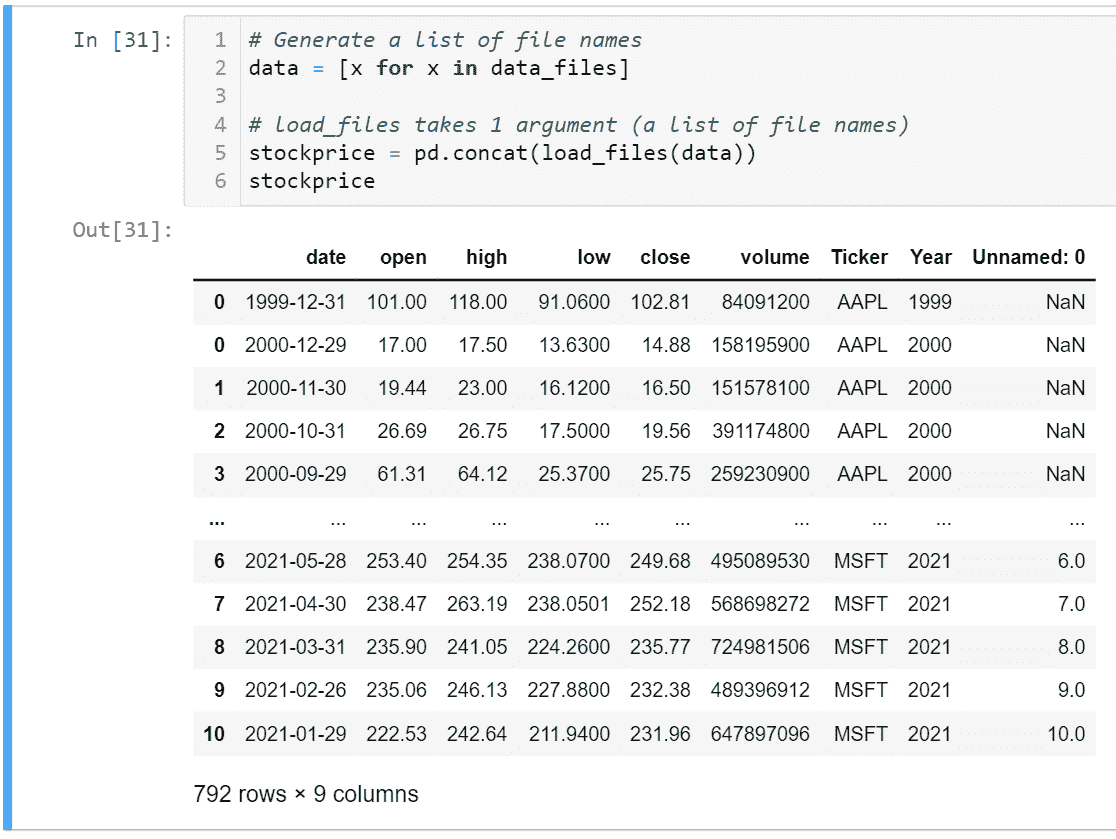 In [31]:
1 # Generate a list of file names
2 data = [x for x in data_files]
3
4 # load_files takes 1 argument (a list of file names)
5 stockprice = pd.concat(load_files(data))
6 stockprice
Out[31]:
date open high low close volume Ticker Year Unnamed: 0
0 1999-12-31 101.00 118.00 91.0600 102.81 84091200 AAPL 1999 NaN
0 2000-12-29 17.00 17.50 13.6300 14.88 158195900 AAPL 2000 NaN
1 2000-11-30 19.44 23.00 16.1200 16.50 151578100 AAPL 2000 NaN
2 2000-10-31 26.69 26.75 17.5000 19.56 391174800 AAPL 2000 NaN
3 2000-09-29 61.31 64.12 25.3700 25.75 259230900 AAPL 2000 NaN
... ... ... ... ... ... ... ... ... ...
6 2021-05-28 253.40 254.35 238.0700 249.68 495089530 MSFT 2021 6.0
7 2021-04-30 238.47 263.19 238.0501 252.18 568698272 MSFT 2021 7.0
8 2021-03-31 235.90 241.05 224.2600 235.77 724981506 MSFT 2021 8.0
9 2021-02-26 235.06 246.13 227.8800 232.38 489396912 MSFT 2021 9.0
10 2021-01-29 222.53 242.64 211.9400 231.96 647897096 MSFT 2021 10.0
792 rows × 9 columns